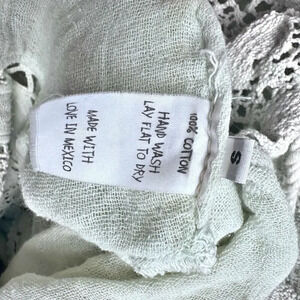 100% COTTON
HAND WASH
LAY FLAT TO DRY
MADE WITH
LOVE IN MEXICO
S